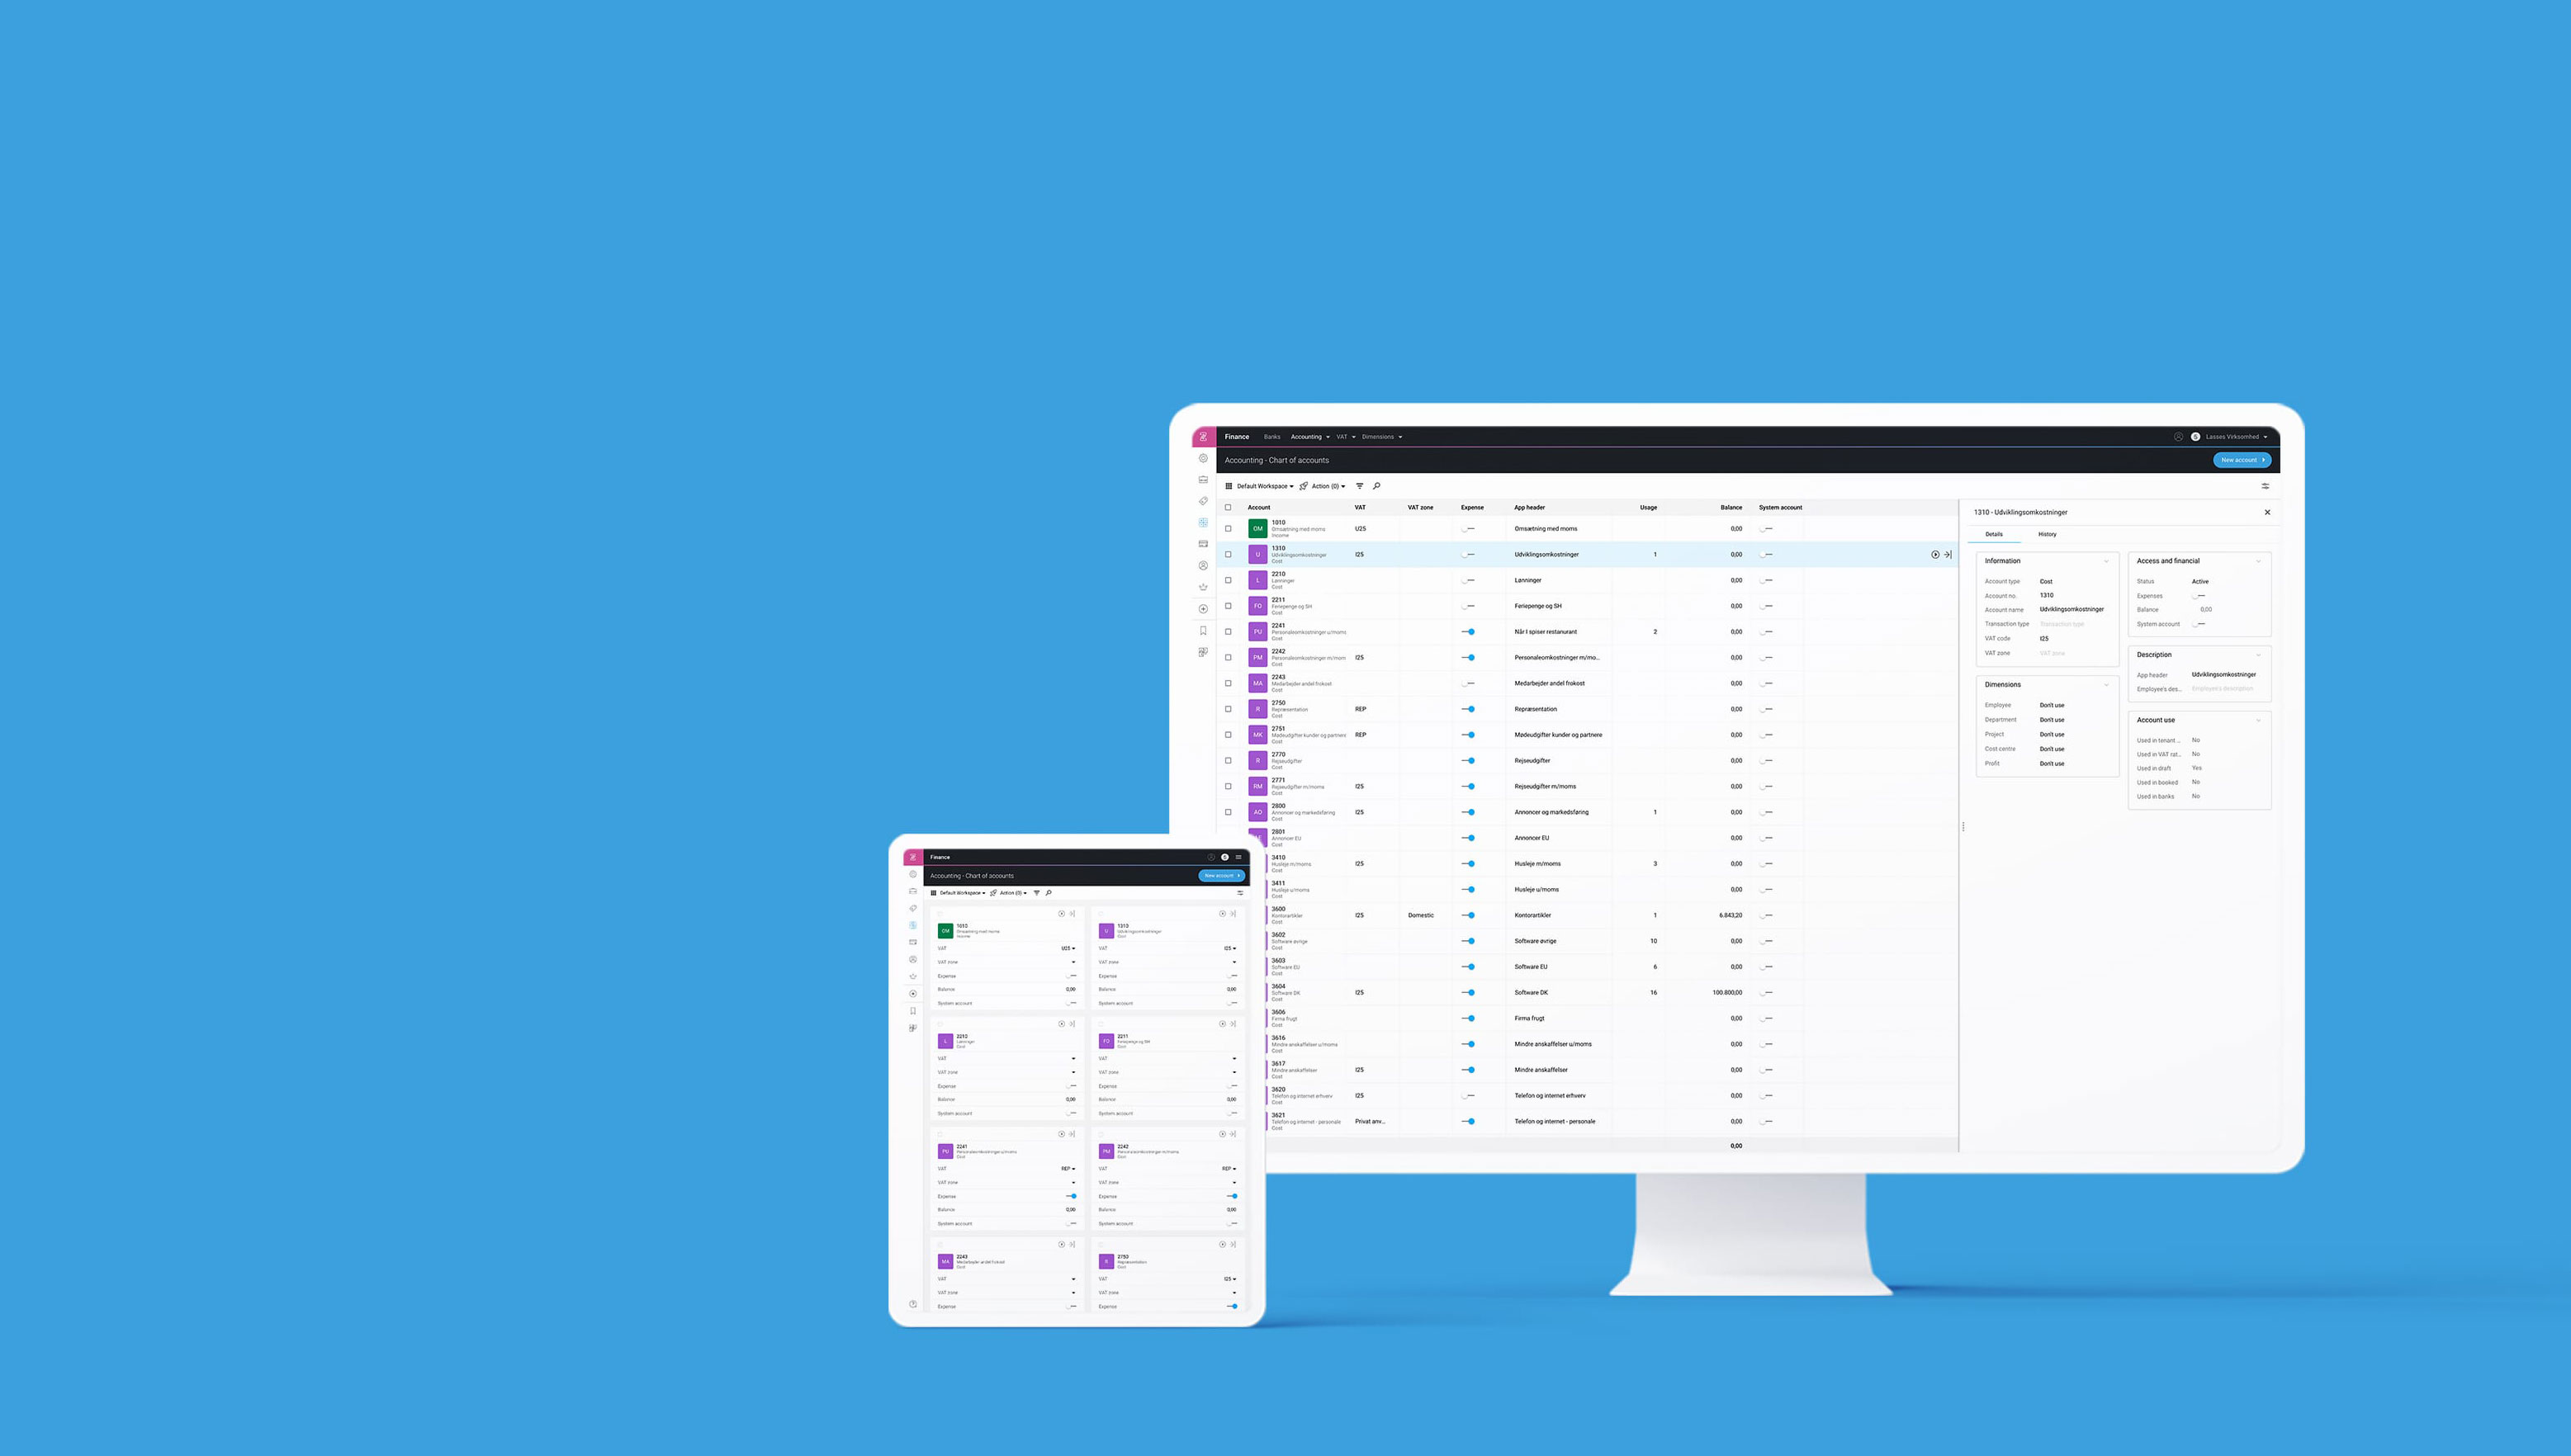 Finance Banks Accounting VAT Dimensions S Lasses Virksomhed
Accounting - Chart of accounts New account
Default Workspace Action (0)
Account VAT VAT zone Expense App header Usage Balance System account
OM 1010 Omsætning med moms Income U25 Omsætning med moms 0,00
U 1310 Udviklingsomkostninger Cost I25 Udviklingsomkostninger 1 0,00
L 2210 Lønninger Cost Lønninger 0,00
FO 2211 Feriepenge og SH Cost Feriepenge og SH 0,00
PU 2241 Personaleomkostninger u/moms Cost Når I spiser restaurant 2 0,00
PM 2242 Personaleomkostninger m/mom Cost I25 Personaleomkostninger m/mo... 0,00
MA 2243 Medarbejder andel frokost Cost Medarbejder andel frokost 0,00
R 2750 Repræsentation Cost REP Repræsentation 0,00
MK 2751 Mødeudgifter kunder og partnere Cost REP Mødeudgifter kunder og partnere 0,00
R 2770 Rejseudgifter Cost Rejseudgifter 0,00
RM 2771 Rejseudgifter m/moms Cost I25 Rejseudgifter m/moms 0,00
AO 2800 Annoncer og markedsføring Cost I25 Annoncer og markedsføring 1 0,00
2801 Annoncer EU Cost Annoncer EU 0,00
3410 Husleje m/moms Cost I25 Husleje m/moms 3 0,00
3411 Husleje u/moms Cost Husleje u/moms 0,00
3600 Kontorartikler Cost I25 Domestic Kontorartikler 1 6.843,20
3602 Software øvrige Cost Software øvrige 10 0,00
3603 Software EU Cost Software EU 6 0,00
3604 Software DK Cost I25 Software DK 16 100.800,00
3606 Firma frugt Cost Firma frugt 0,00
3616 Mindre anskaffelser u/moms Cost Mindre anskaffelser u/moms 0,00
3617 Mindre anskaffelser Cost I25 Mindre anskaffelser 0,00
3620 Telefon og internet erhverv Cost I25 Telefon og internet erhverv 0,00
3621 Telefon og internet - personale Cost Privat anv... Telefon og internet - personale 0,00
0,00
1310 - Udviklingsomkostninger
Details History
Information
Account type Cost
Account no. 1310
Account name Udviklingsomkostninger
Transaction type Transaction type
VAT code I25
VAT zone VAT zone
Dimensions
Employee Don't use
Department Don't use
Project Don't use
Cost centre Don't use
Profit Don't use
Access and financial
Status Active
Expenses
Balance 0,00
System account
Description
App header Udviklingsomkostninger
Employee's des... Employee's description
Account use
Used in tenant ... No
Used in VAT rat... No
Used in draft Yes
Used in booked No
Used in banks No
Finance S
Accounting - Chart of accounts New account
Default Workspace Action (0)
OM 1010 Omsætning med moms Income
VAT U25
VAT zone
Expense
Balance 0,00
System account
U 1310 Udviklingsomkostninger Cost
VAT I25
VAT zone
Expense
Balance 0,00
System account
L 2210 Lønninger Cost
VAT
VAT zone
Expense
Balance 0,00
System account
FO 2211 Feriepenge og SH Cost
VAT
VAT zone
Expense
Balance 0,00
System account
PU 2241 Personaleomkostninger u/moms Cost
VAT REP
VAT zone
Expense
Balance 0,00
System account
PM 2242 Personaleomkostninger m/moms Cost
VAT REP
VAT zone
Expense
Balance 0,00
System account
MA 2243 Medarbejder andel frokost Cost
VAT
VAT zone
Expense
R 2750 Repræsentation Cost
VAT I25
VAT zone
Expense